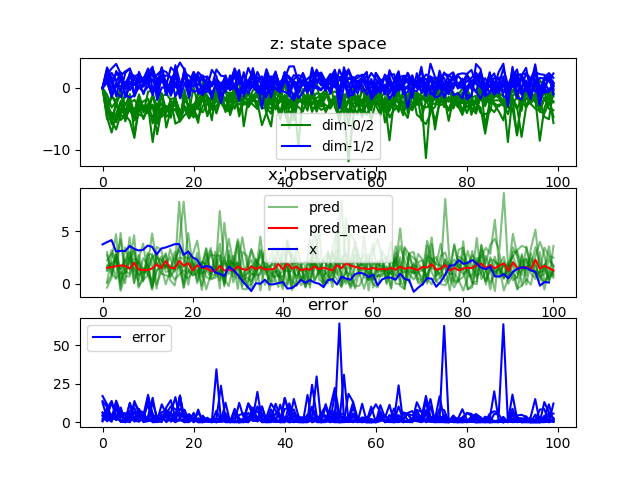 z: state space
0
−10
dim-0/2
dim-1/2
0 20 40 60 80 100
x: observation
5
0
pred
pred_mean
x
0 20 40 60 80 100
error
50
25
0
error
0 20 40 60 80 100